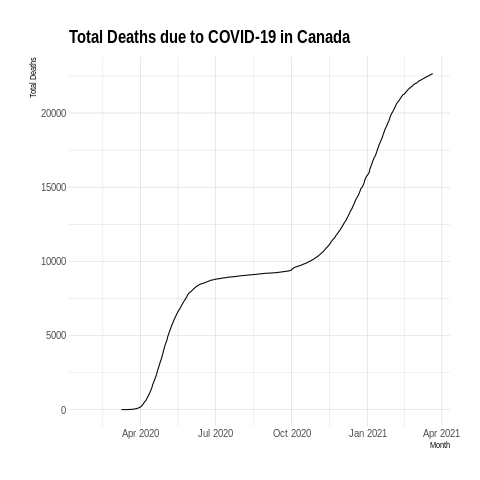 Total Deaths due to COVID-19 in Canada
Total Deaths
20000
15000
10000
5000
0
Apr 2020 Jul 2020 Oct 2020 Jan 2021 Apr 2021
Month